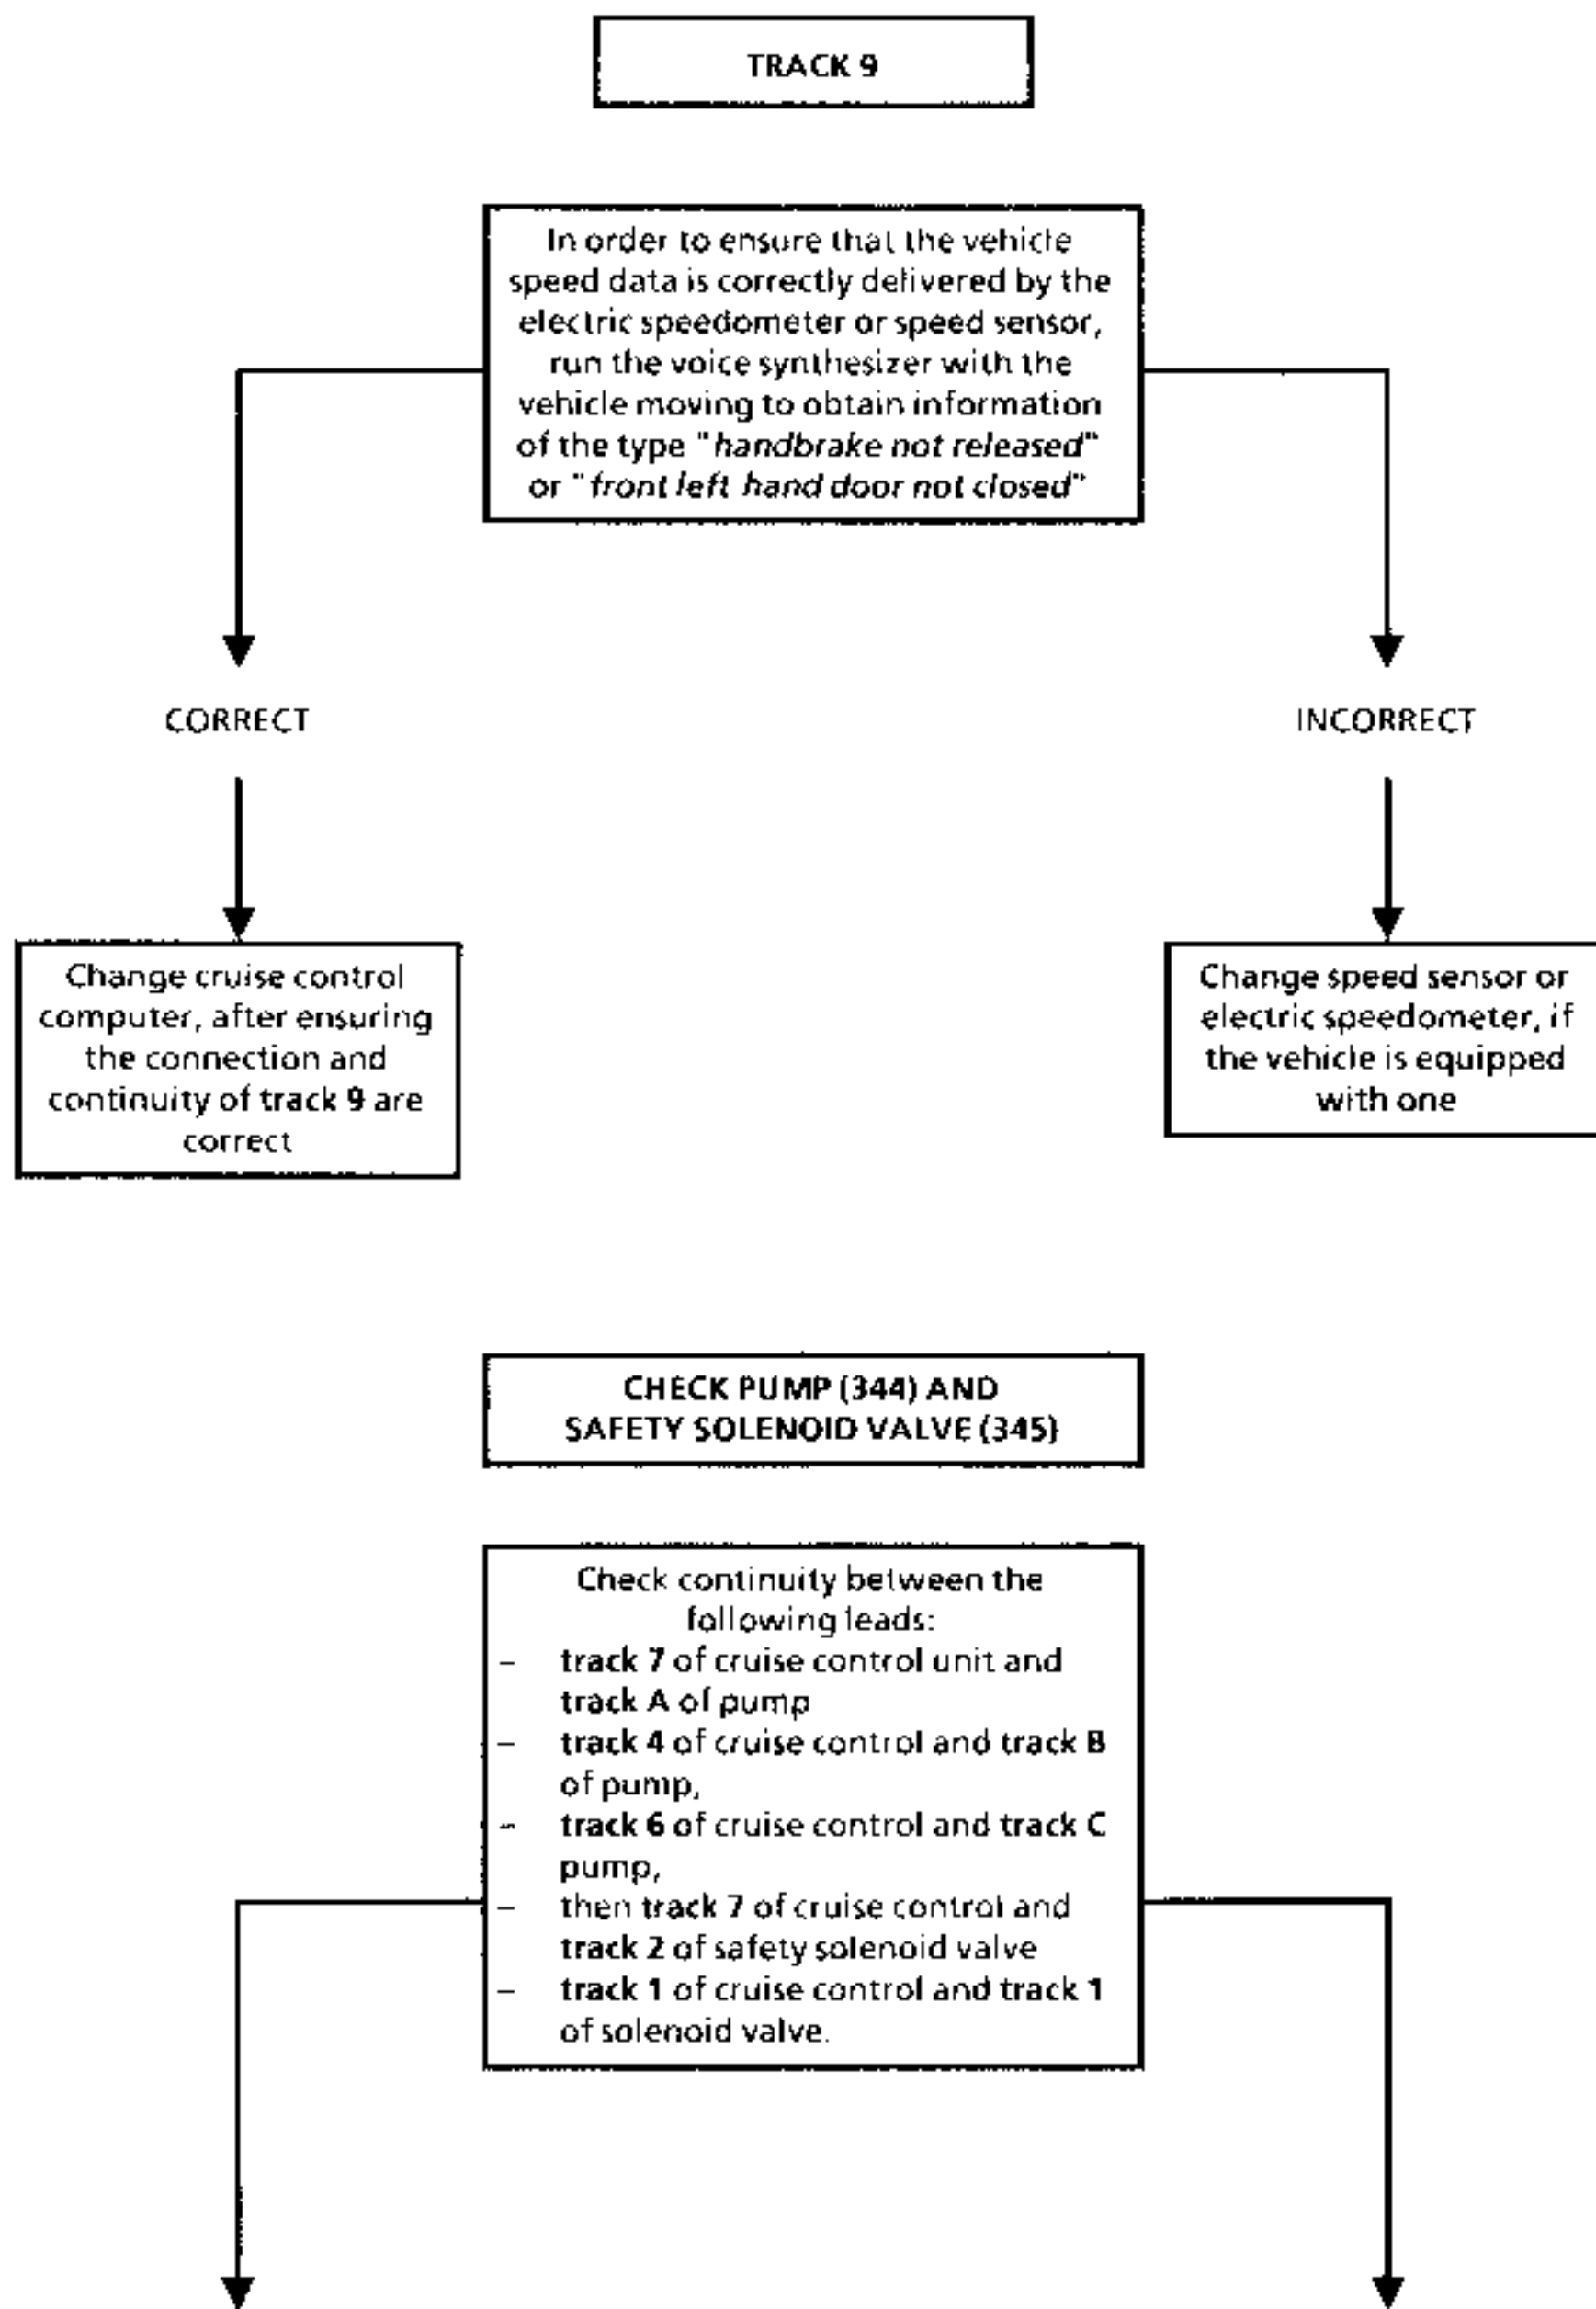 TRACK 9
In order to ensure that the vehicle
speed data is correctly delivered by the
electric speedometer or speed sensor,
run the voice synthesizer with the
vehicle moving to obtain information
of the type "handbrake not released"
or "front left hand door not closed"
CORRECT
INCORRECT
Change cruise control
computer, after ensuring
the connection and
continuity of track 9 are
correct
Change speed sensor or
electric speedometer, if
the vehicle is equipped
with one
CHECK PUMP (344) AND
SAFETY SOLENOID VALVE (345)
Check continuity between the
following leads:
– track 7 of cruise control unit and
track A of pump
– track 4 of cruise control and track B
of pump,
– track 6 of cruise control and track C
pump,
– then track 7 of cruise control and
track 2 of safety solenoid valve
– track 1 of cruise control and track 1
of solenoid valve.